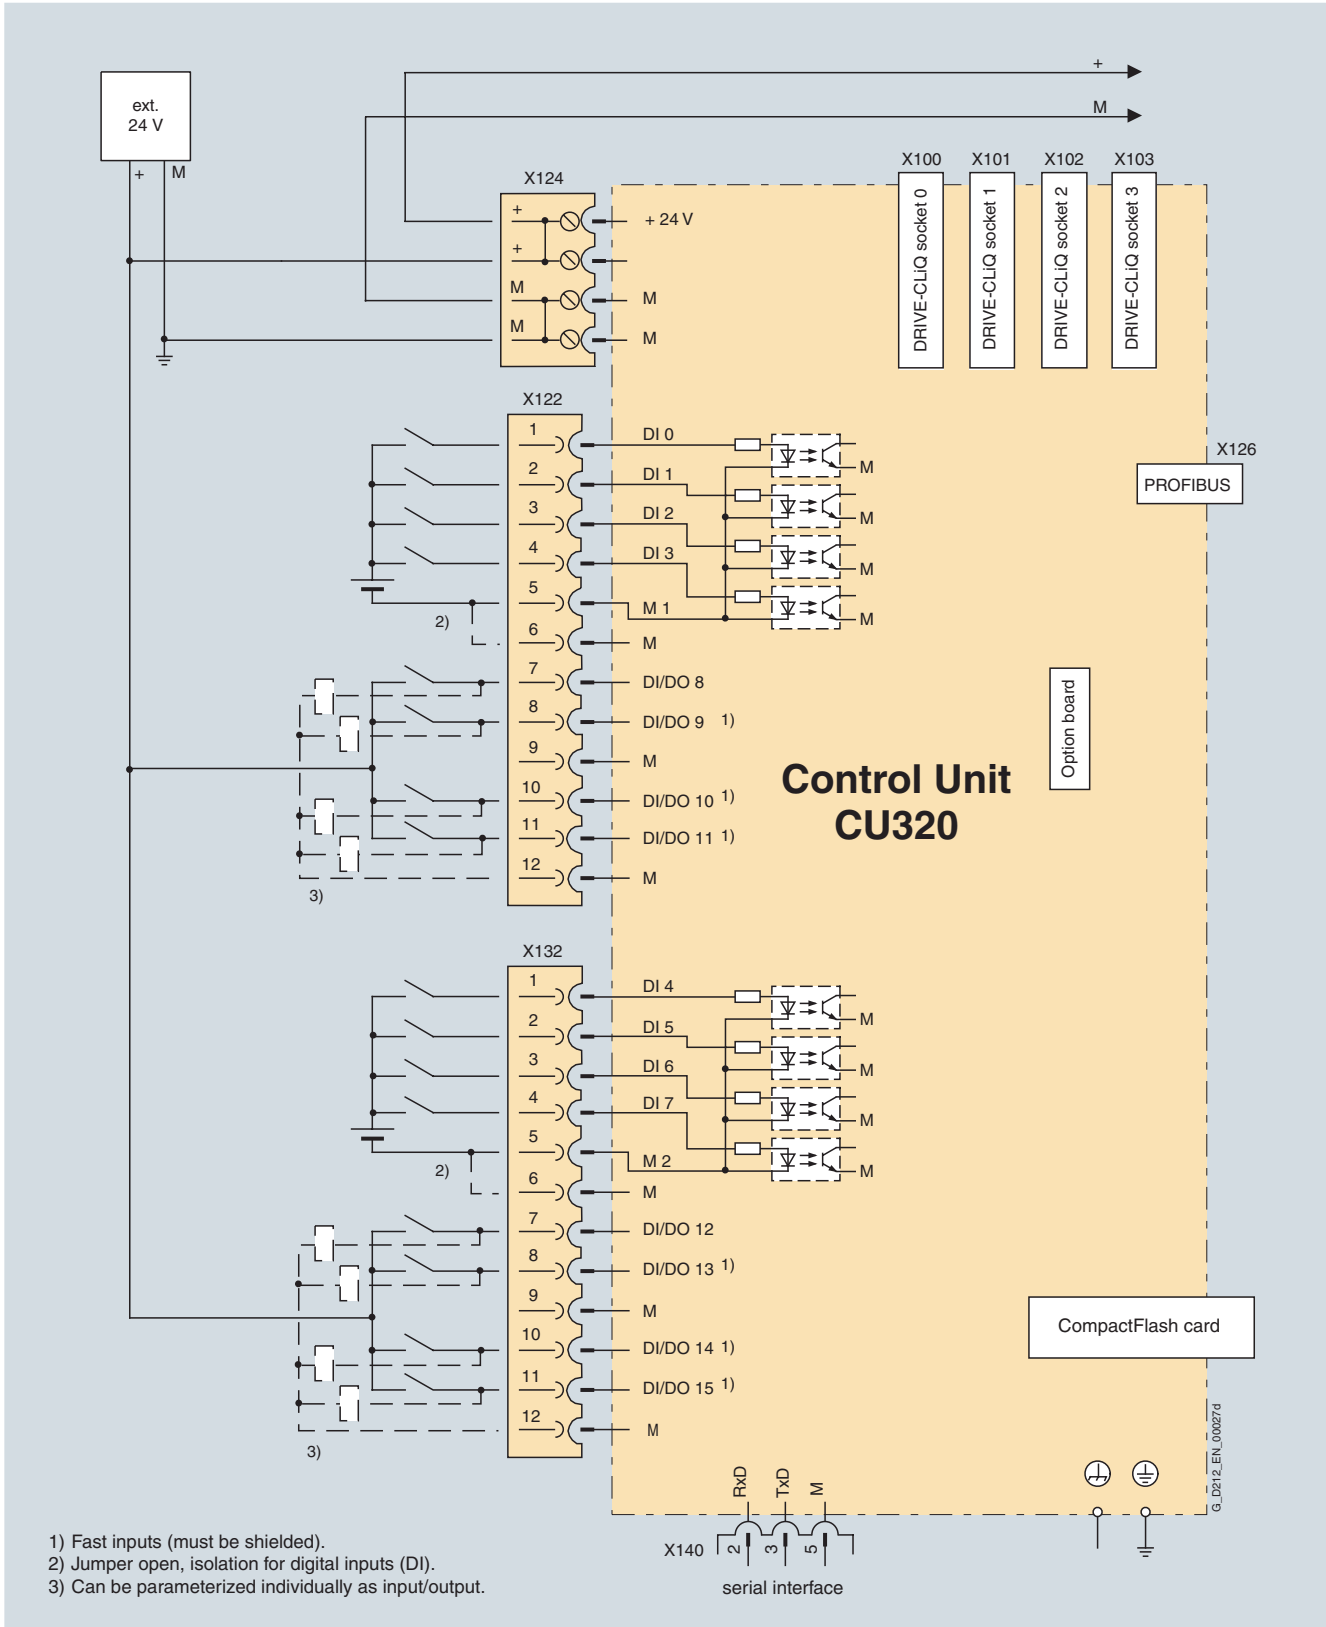 +
M
ext.
24 V
+
M
X124
+
+ 24 V
+
M
M
M
M
X100
X101
X102
X103
DRIVE-CLiQ socket 0
DRIVE-CLiQ socket 1
DRIVE-CLiQ socket 2
DRIVE-CLiQ socket 3
X122
1
DI 0
M
2
DI 1
M
3
DI 2
M
4
DI 3
M
5
M 1
2)
6
M
7
DI/DO 8
8
DI/DO 9 1)
9
M
10
DI/DO 10 1)
11
DI/DO 11 1)
12
M
3)
X126
PROFIBUS
Option board
Control Unit
CU320
X132
1
DI 4
M
2
DI 5
M
3
DI 6
M
4
DI 7
M
5
M 2
2)
6
M
7
DI/DO 12
8
DI/DO 13 1)
9
M
10
DI/DO 14 1)
11
DI/DO 15 1)
12
M
3)
CompactFlash card
G_D212_EN_00027d
RxD
TxD
M
X140
2
3
5
serial interface
1) Fast inputs (must be shielded).
2) Jumper open, isolation for digital inputs (DI).
3) Can be parameterized individually as input/output.